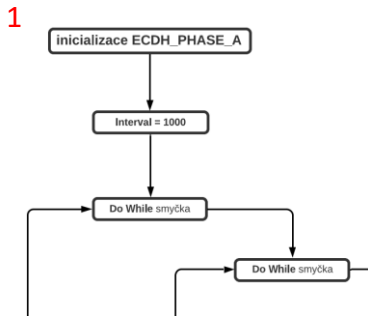 1
inicializace ECDH_PHASE_A
Interval = 1000
Do While smyčka
Do While smyčka